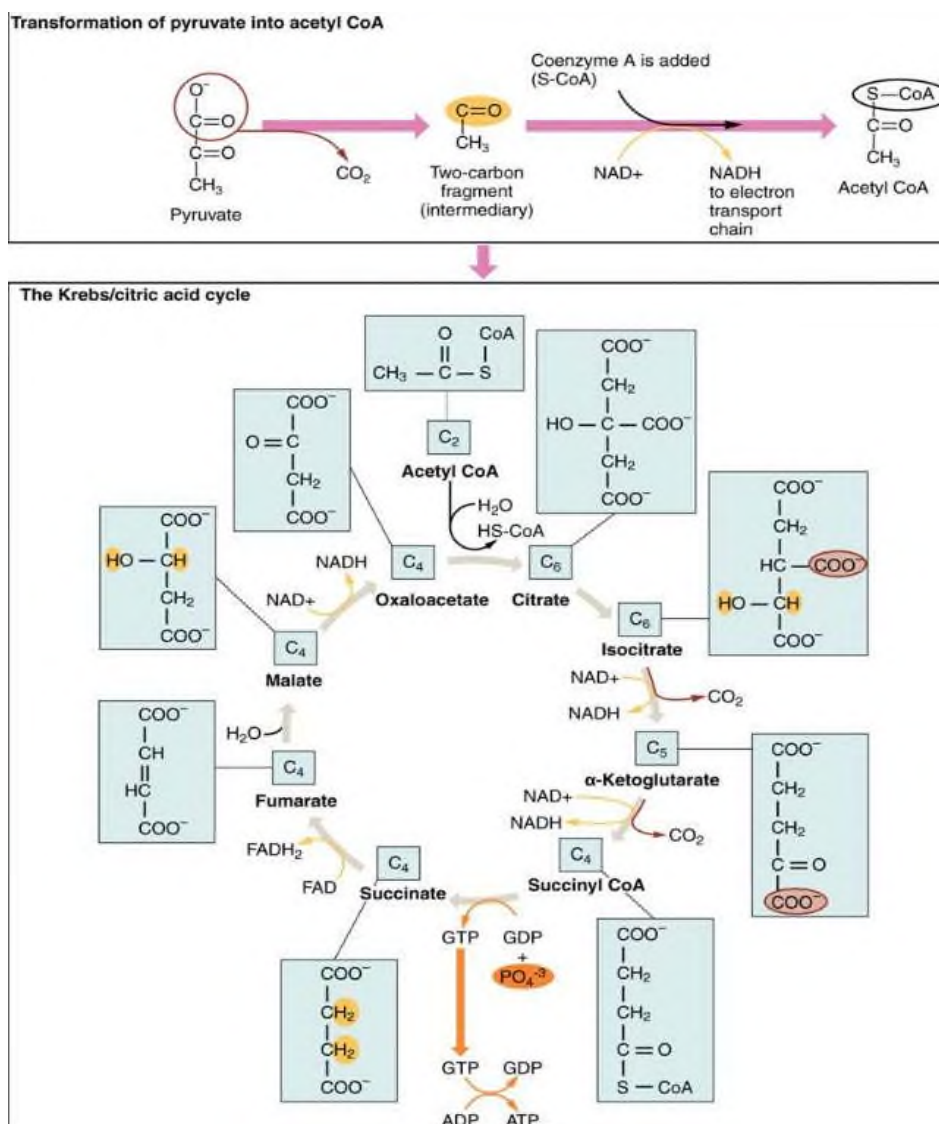 Transformation of pyruvate into acetyl CoA
O⁻
C=O
C=O
CH₃
Pyruvate
CO₂
C=O
CH₃
Two-carbon
fragment
(intermediary)
Coenzyme A is added
(S-CoA)
NAD+
NADH
to electron
transport
chain
S—CoA
C=O
CH₃
Acetyl CoA
The Krebs/citric acid cycle
O CoA
CH₃ — C — S
C₂
Acetyl CoA
H₂O
HS-CoA
COO⁻
O=C
CH₂
COO⁻
C₄
Oxaloacetate
COO⁻
CH₂
HO — C — COO⁻
CH₂
COO⁻
C₆
Citrate
COO⁻
CH₂
HC — COO⁻
HO — CH
COO⁻
C₆
Isocitrate
NAD+
NADH
CO₂
COO⁻
CH₂
CH₂
C = O
COO⁻
C₅
α-Ketoglutarate
NAD+
NADH
CO₂
C₄
Succinyl CoA
COO⁻
CH₂
CH₂
C = O
S — CoA
GTP GDP
+
PO₄⁻³
GTP GDP
ADP ATP
C₄
Succinate
COO⁻
CH₂
CH₂
COO⁻
FADH₂
FAD
C₄
Fumarate
COO⁻
CH
HC
COO⁻
H₂O
C₄
Malate
COO⁻
HO — CH
CH₂
COO⁻
NAD+
NADH